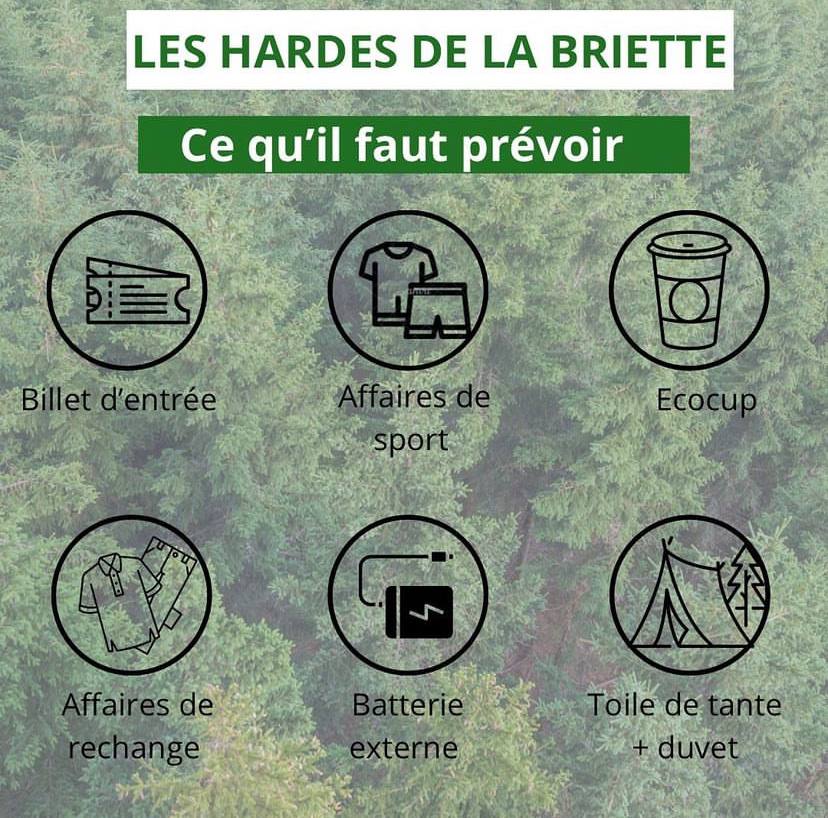 LES HARDES DE LA BRIETTE
Ce qu’il faut prévoir
Billet d’entrée
Affaires de
sport
Ecocup
Affaires de
rechange
Batterie
externe
Toile de tante
+ duvet